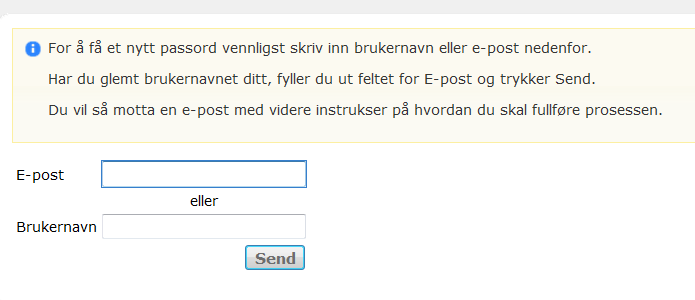 For å få et nytt passord vennligst skriv inn brukernavn eller e-post nedenfor.
Har du glemt brukernavnet ditt, fyller du ut feltet for E-post og trykker Send.
Du vil så motta en e-post med videre instrukser på hvordan du skal fullføre prosessen.
E-post
eller
Brukernavn
Send